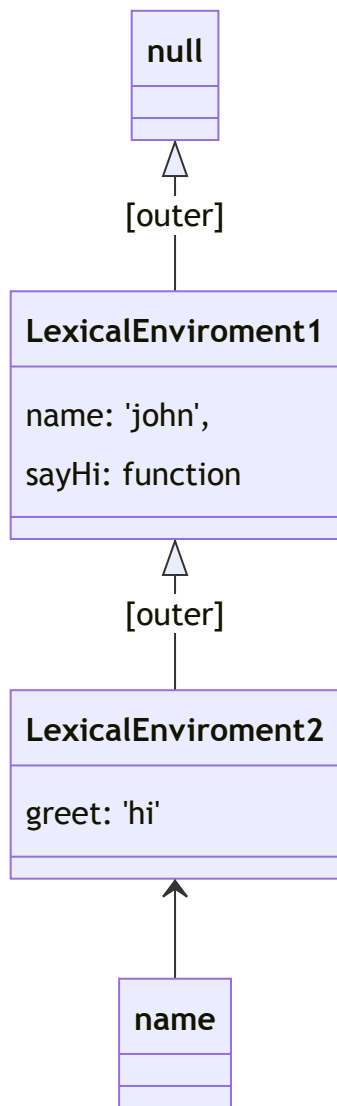 null
[outer]
LexicalEnviroment1
name: 'john',
sayHi: function
[outer]
LexicalEnviroment2
greet: 'hi'
name